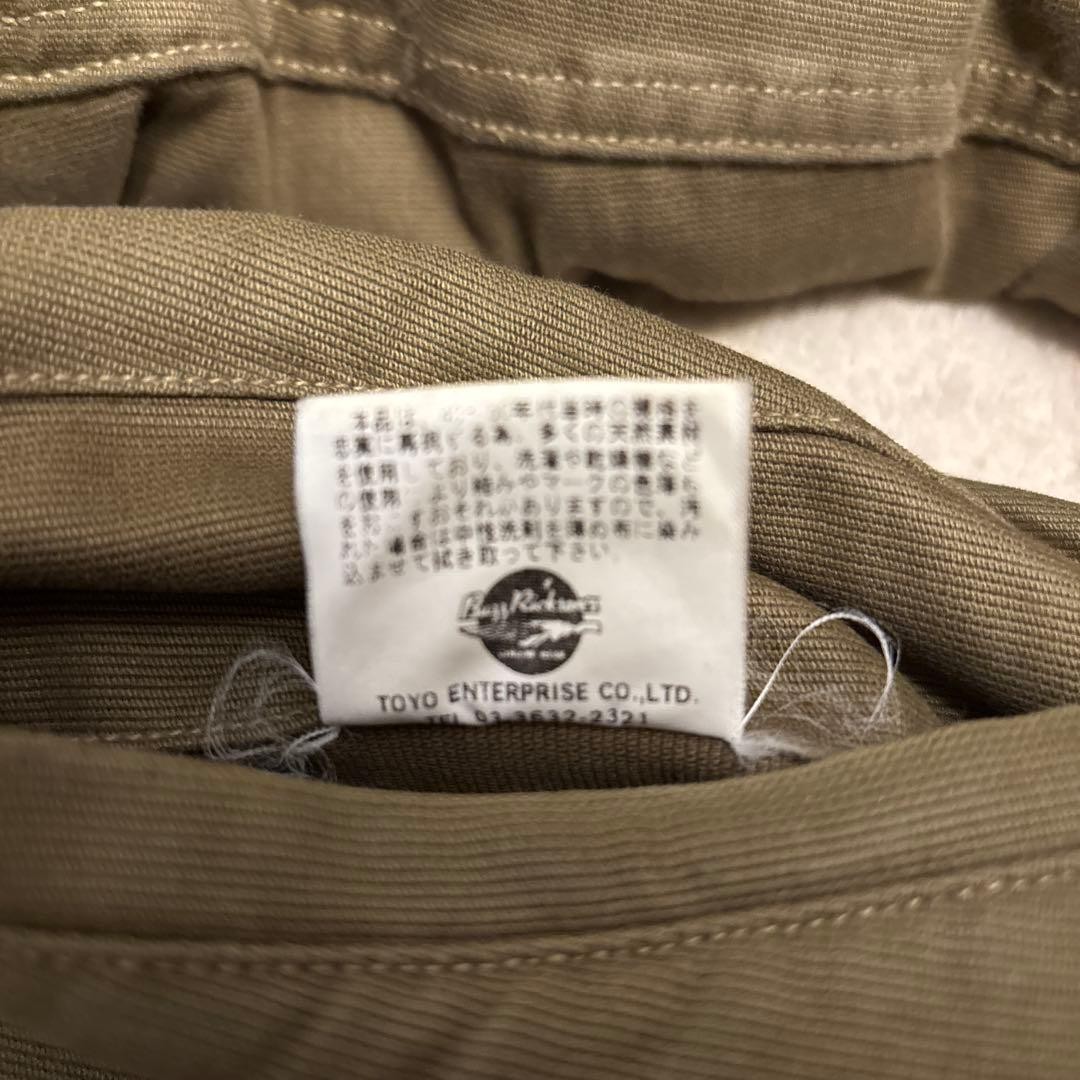 本品は、 年代当時の
忠実に再現する為、多くの天然素材
を使用しており、洗濯や乾燥機など
の使用により縮みやマークの色落ち
をおこすおそれがありますので、汚
れた場合は中性洗剤を薄め布に染み
込ませて拭き取って下さい。
Buzz Rickson's
TOYO ENTERPRISE CO.,LTD.
TEL 03-3632-2321